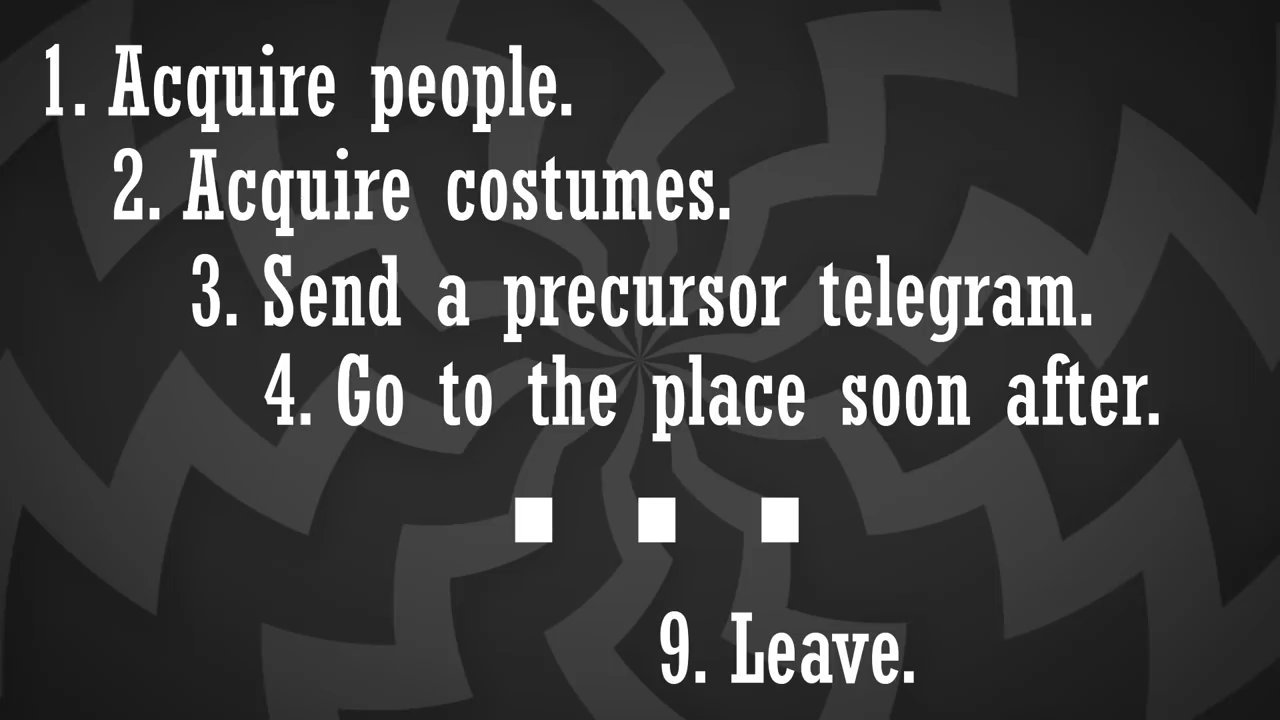 1. Acquire people.
2. Acquire costumes.
3. Send a precursor telegram.
4. Go to the place soon after.
. . .
9. Leave.